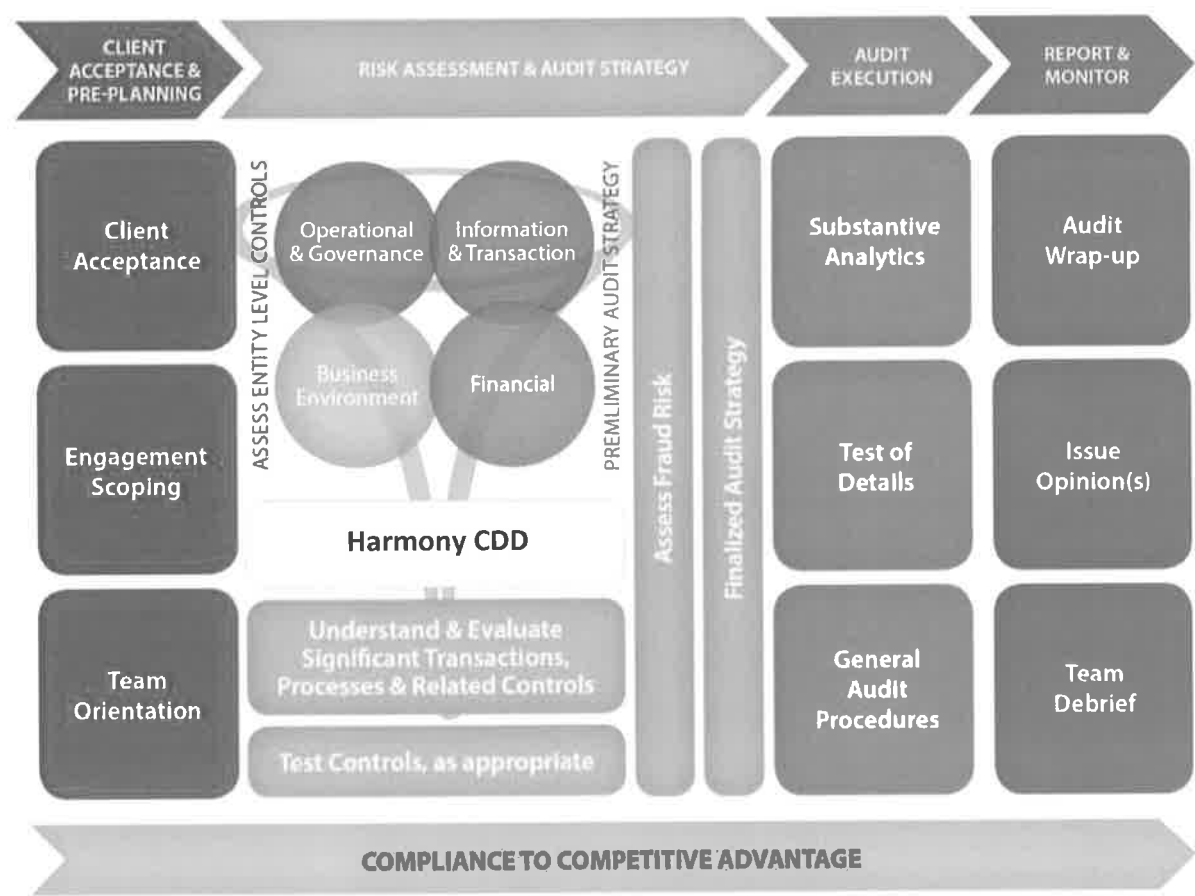 CLIENT
ACCEPTANCE &
PRE-PLANNING
RISK ASSESSMENT & AUDIT STRATEGY
AUDIT
EXECUTION
REPORT &
MONITOR
Client
Acceptance
Engagement
Scoping
Team
Orientation
ASSESS ENTITY LEVEL CONTROLS
Operational
& Governance
Information
& Transaction
Business
Environment
Financial
PREMLIMINARY AUDIT STRATEGY
Harmony CDD
Understand & Evaluate
Significant Transactions,
Processes & Related Controls
Test Controls, as appropriate
Assess Fraud Risk
Finalized Audit Strategy
Substantive
Analytics
Test of
Details
General
Audit
Procedures
Audit
Wrap-up
Issue
Opinion(s)
Team
Debrief
COMPLIANCE TO COMPETITIVE ADVANTAGE